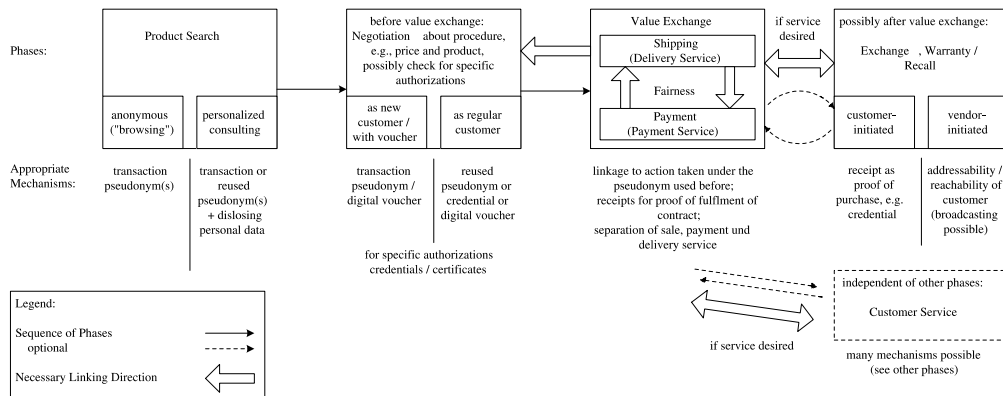 Phases:
Product Search
anonymous
("browsing")
personalized
consulting
before value exchange:
Negotiation about procedure,
e.g., price and product,
possibly check for specific
authorizations
as new
customer /
with voucher
as regular
customer
Value Exchange
Shipping
(Delivery Service)
Fairness
Payment
(Payment Service)
if service
desired
possibly after value exchange:
Exchange , Warranty /
Recall
customer-
initiated
vendor-
initiated
Appropriate
Mechanisms:
transaction
pseudonym(s)
transaction or
reused
pseudonym(s)
+ dislosing
personal data
transaction
pseudonym /
digital voucher
reused
pseudonym or
credential or
digital voucher
for specific authorizations
credentials / certificates
linkage to action taken under the
pseudonym used before;
receipts for proof of fulflment of
contract;
separation of sale, payment und
delivery service
receipt as
proof of
purchase, e.g.
credential
addressability /
reachability of
customer
(broadcasting
possible)
Legend:
Sequence of Phases
optional
Necessary Linking Direction
if service desired
independent of other phases:
Customer Service
many mechanisms possible
(see other phases)